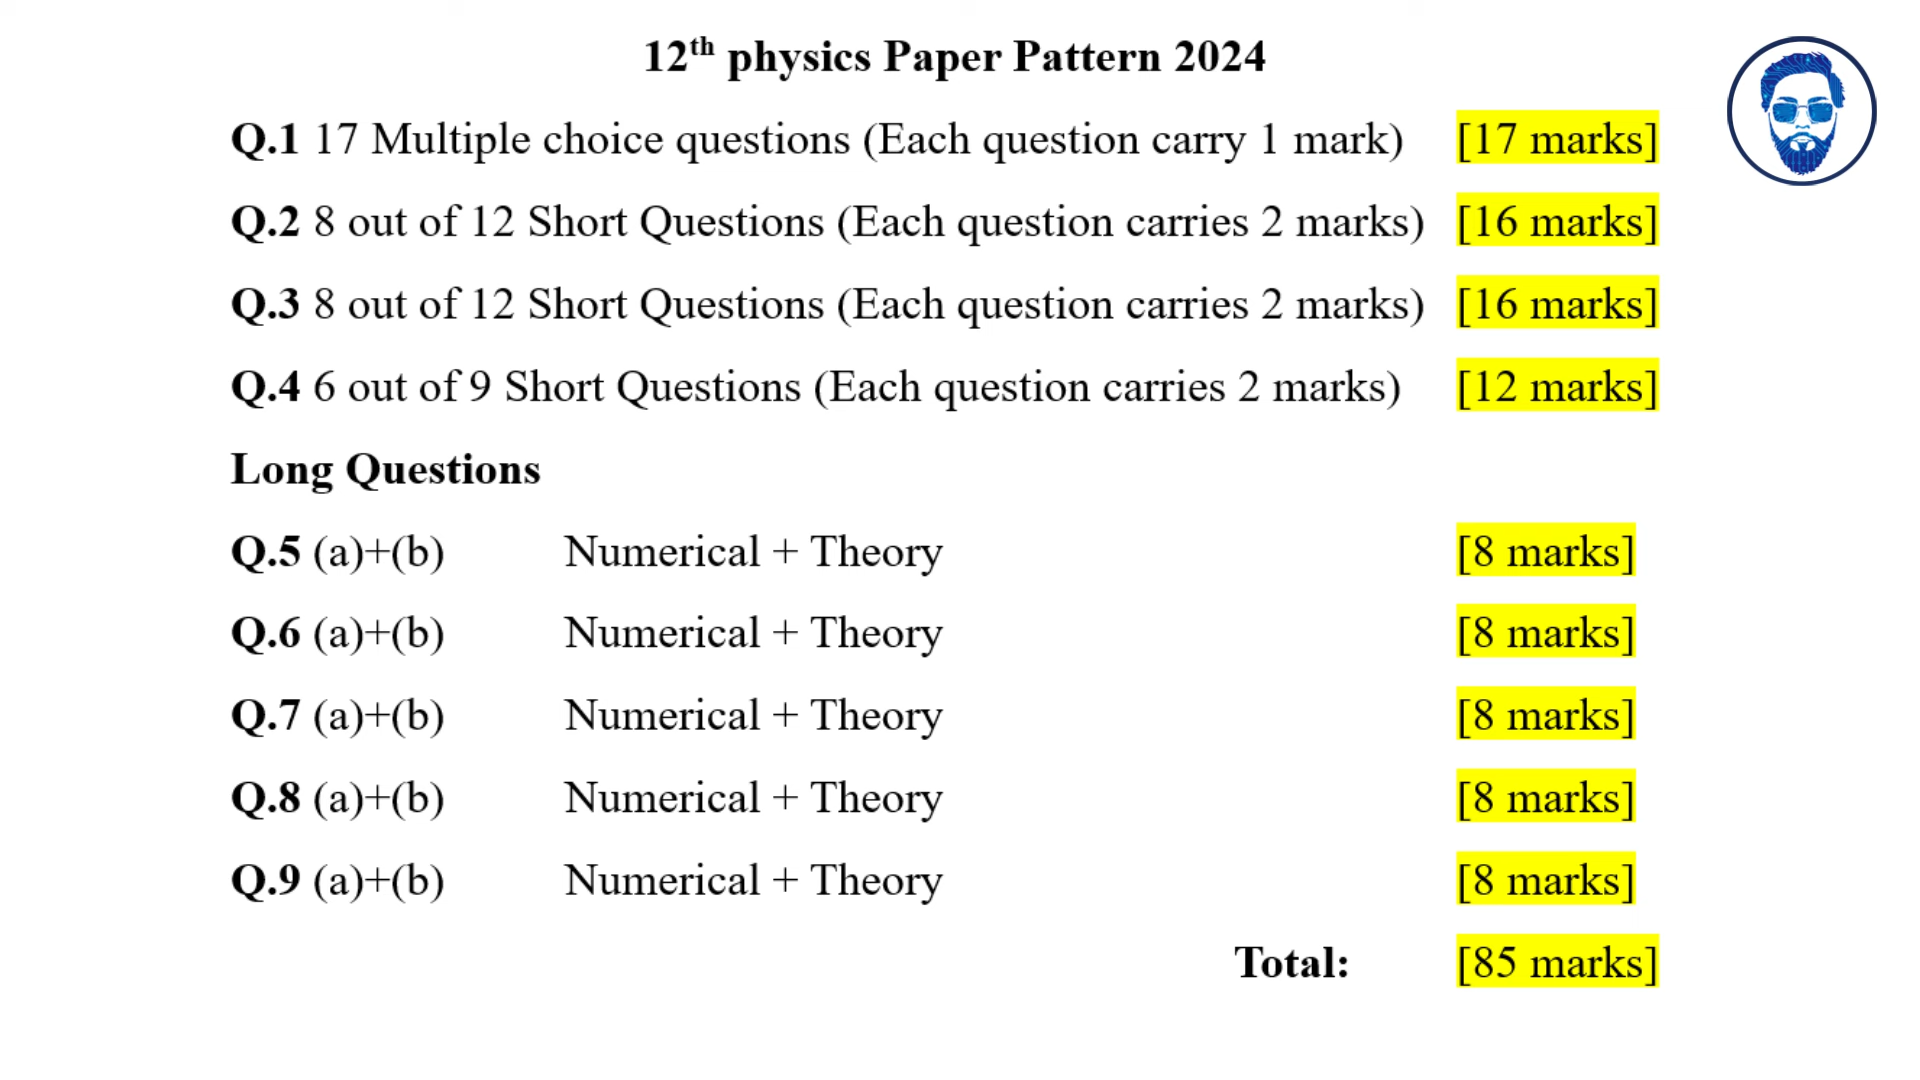 12th physics Paper Pattern 2024
Q.1 17 Multiple choice questions (Each question carry 1 mark) [17 marks]
Q.2 8 out of 12 Short Questions (Each question carries 2 marks) [16 marks]
Q.3 8 out of 12 Short Questions (Each question carries 2 marks) [16 marks]
Q.4 6 out of 9 Short Questions (Each question carries 2 marks) [12 marks]
Long Questions
Q.5 (a)+(b) Numerical + Theory [8 marks]
Q.6 (a)+(b) Numerical + Theory [8 marks]
Q.7 (a)+(b) Numerical + Theory [8 marks]
Q.8 (a)+(b) Numerical + Theory [8 marks]
Q.9 (a)+(b) Numerical + Theory [8 marks]
Total: [85 marks]